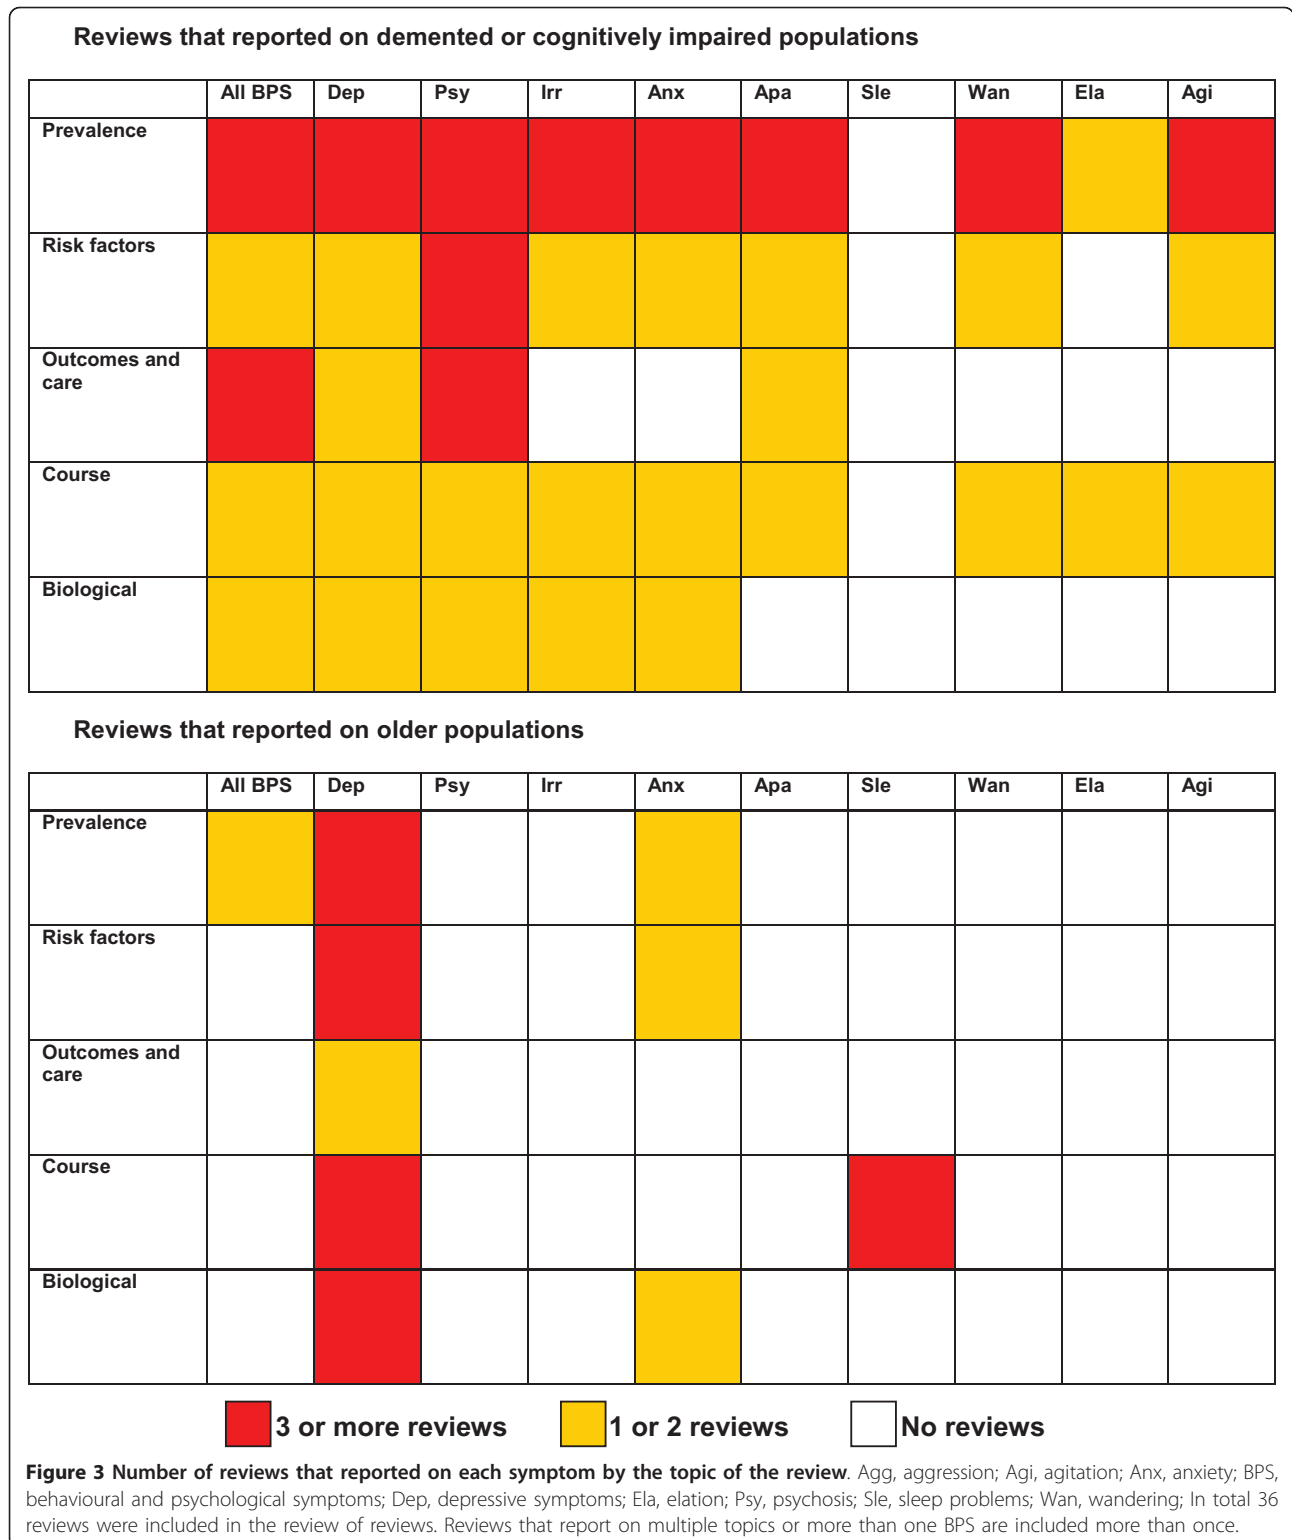 Reviews that reported on demented or cognitively impaired populations
All BPS Dep Psy Irr Anx Apa Sle Wan Ela Agi
Prevalence
Risk factors
Outcomes and
care
Course
Biological
Reviews that reported on older populations
All BPS Dep Psy Irr Anx Apa Sle Wan Ela Agi
Prevalence
Risk factors
Outcomes and
care
Course
Biological
3 or more reviews 1 or 2 reviews No reviews
Figure 3 Number of reviews that reported on each symptom by the topic of the review. Agg, aggression; Agi, agitation; Anx, anxiety; BPS,
behavioural and psychological symptoms; Dep, depressive symptoms; Ela, elation; Psy, psychosis; Sle, sleep problems; Wan, wandering; In total 36
reviews were included in the review of reviews. Reviews that report on multiple topics or more than one BPS are included more than once.